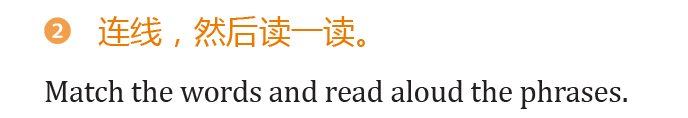 2 连线，然后读一读。
Match the words and read aloud the phrases.